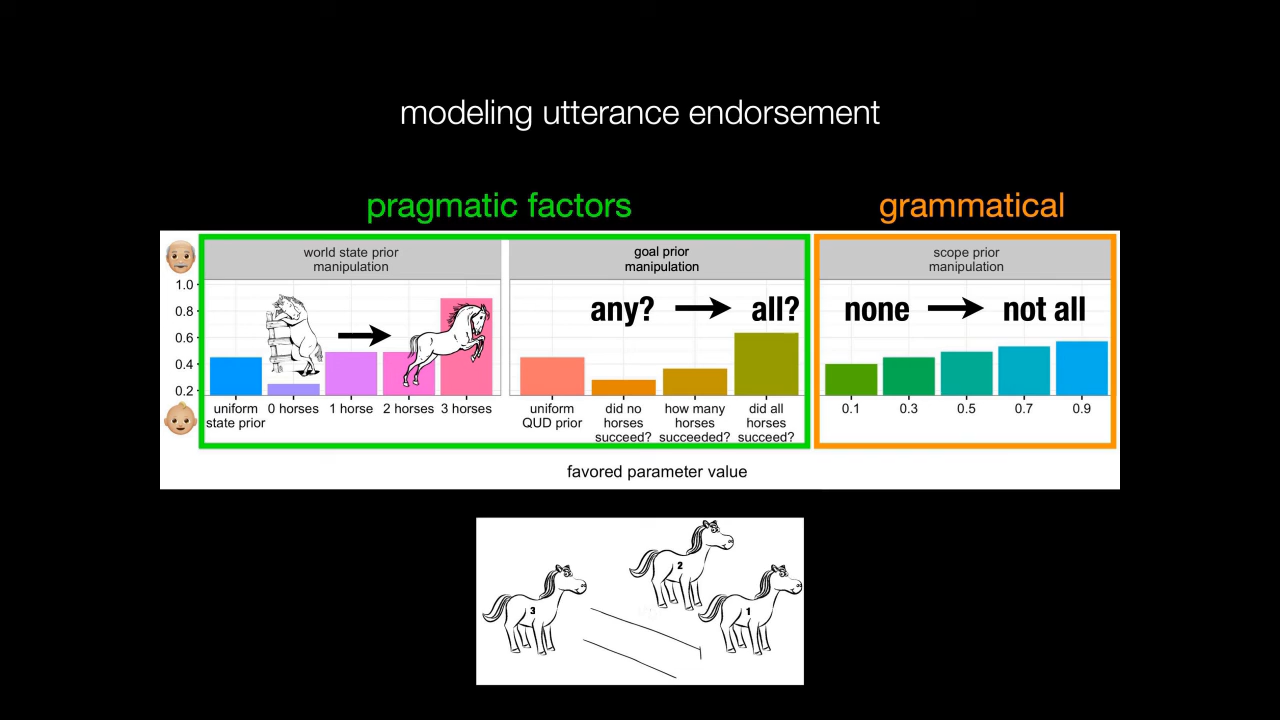 modeling utterance endorsement
pragmatic factors
grammatical
world state prior
manipulation
goal prior
manipulation
scope prior
manipulation
any? all?
none not all
1.0
0.8
0.6
0.4
0.2
uniform
state prior
0 horses
1 horse
2 horses
3 horses
uniform
QUD prior
did no
horses
succeed?
how many
horses
succeeded?
did all
horses
succeed?
0.1
0.3
0.5
0.7
0.9
favored parameter value
2
3
1